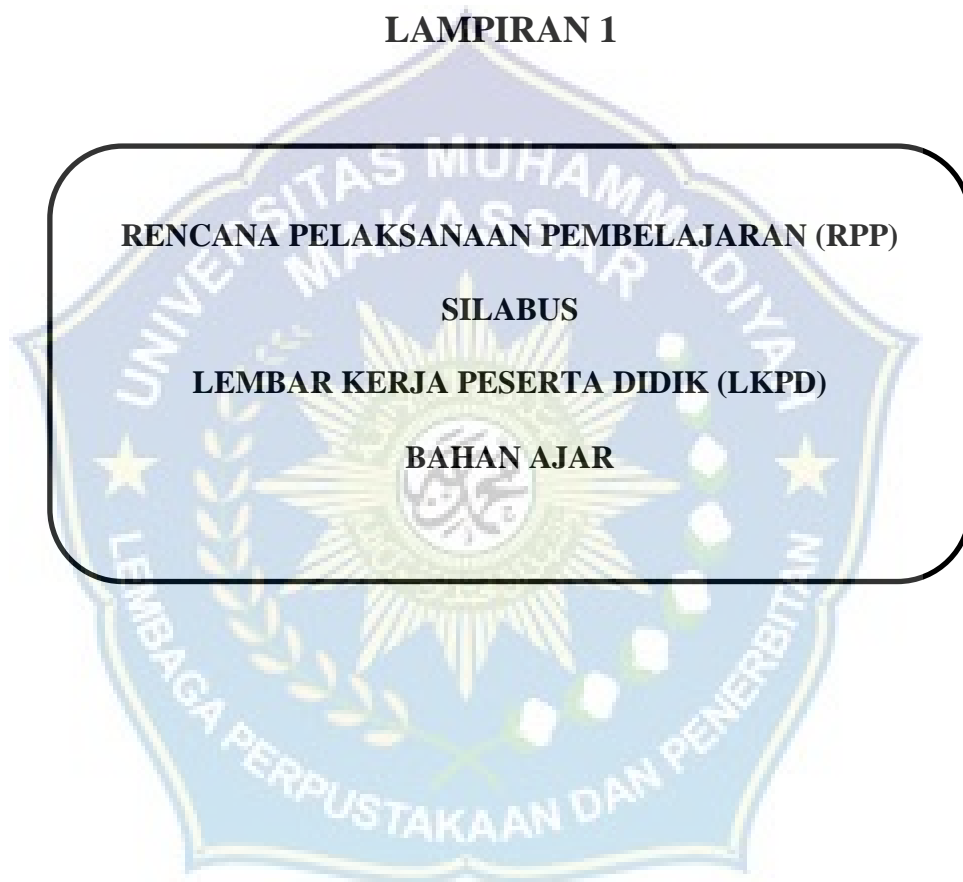 LAMPIRAN 1
UNIVERSITAS MUHAMMADIYAH
MAKASSAR
RENCANA PELAKSANAAN PEMBELAJARAN (RPP)
SILABUS
LEMBAR KERJA PESERTA DIDIK (LKPD)
BAHAN AJAR
LEMBAGA PERPUSTAKAAN DAN PENERBITAN